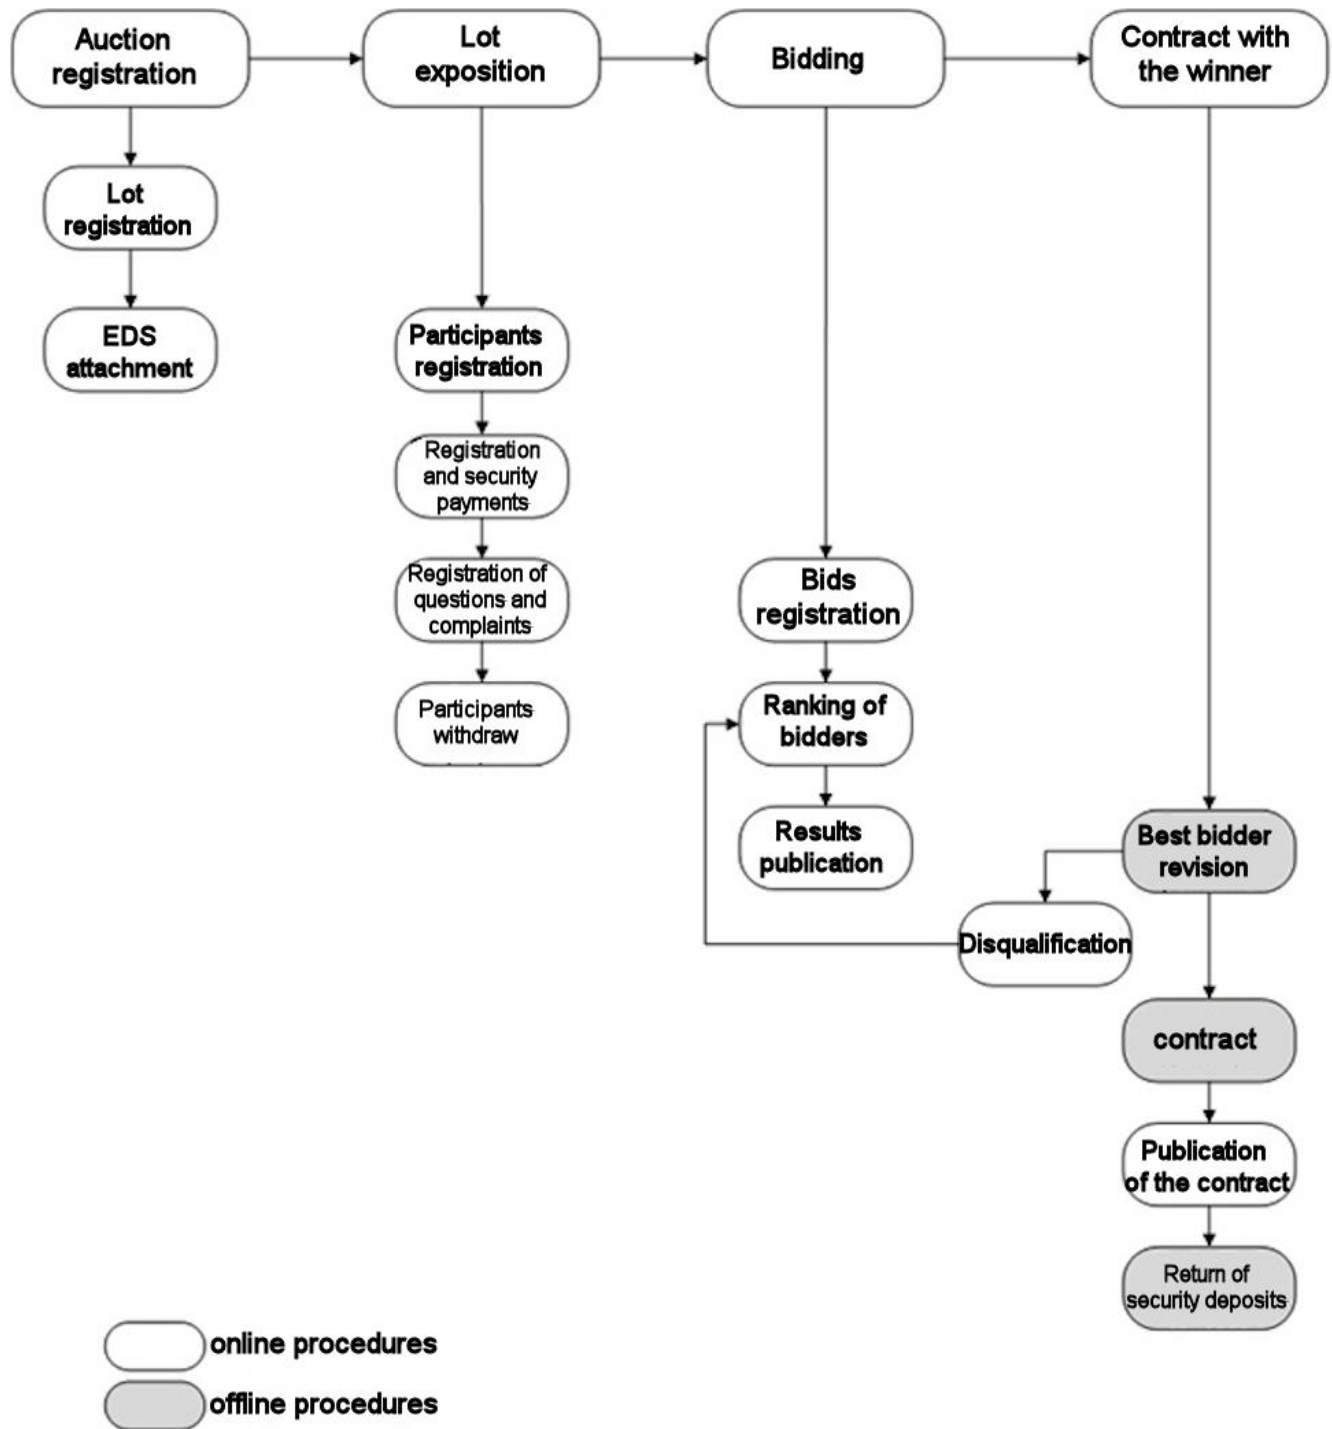 Auction
registration
Lot
exposition
Bidding
Contract with
the winner
Lot
registration
EDS
attachment
Participants
registration
Registration
and security
payments
Registration of
questions and
complaints
Participants
withdraw
Bids
registration
Ranking of
bidders
Results
publication
Best bidder
revision
Disqualification
contract
Publication
of the contract
Return of
security deposits
online procedures
offline procedures